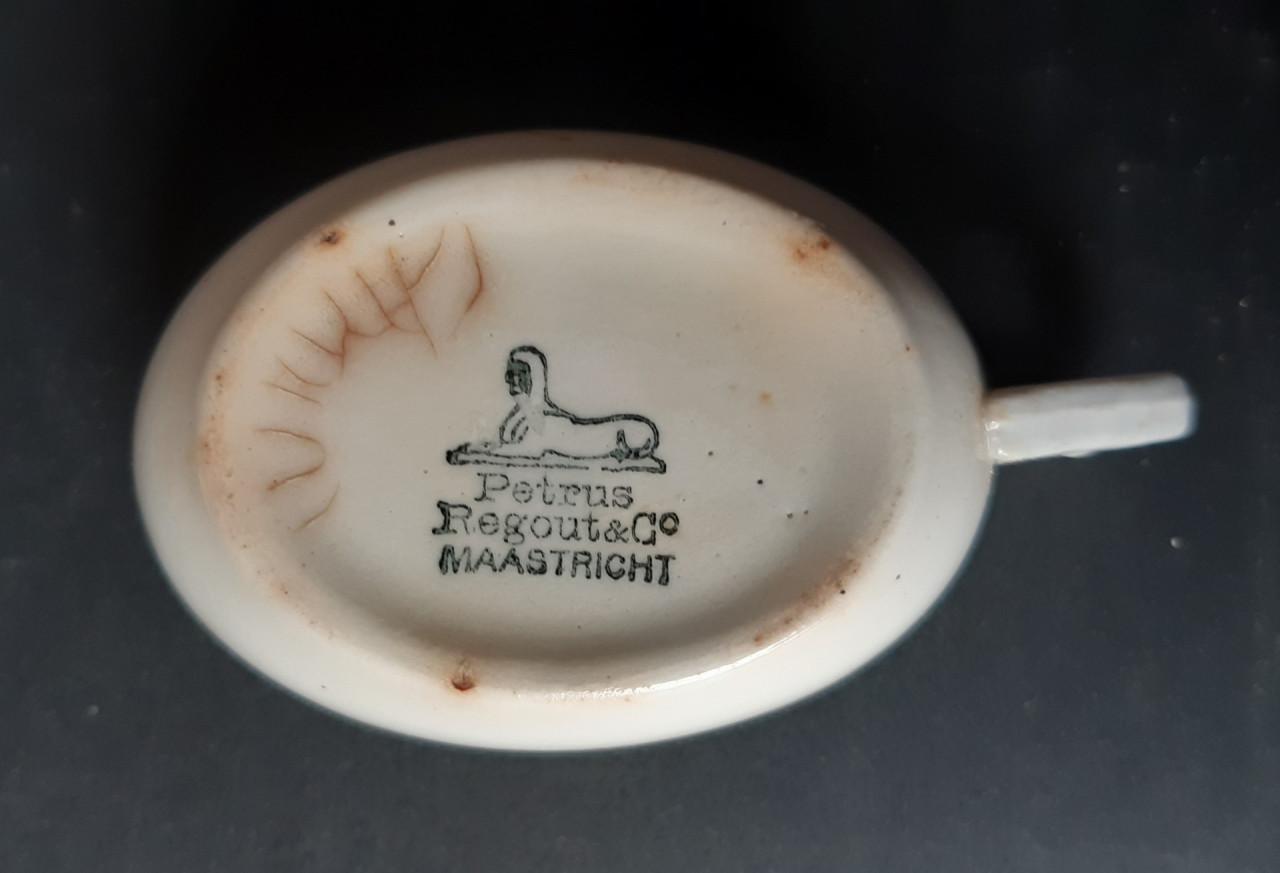 Petrus
Regout & Co
MAASTRICHT